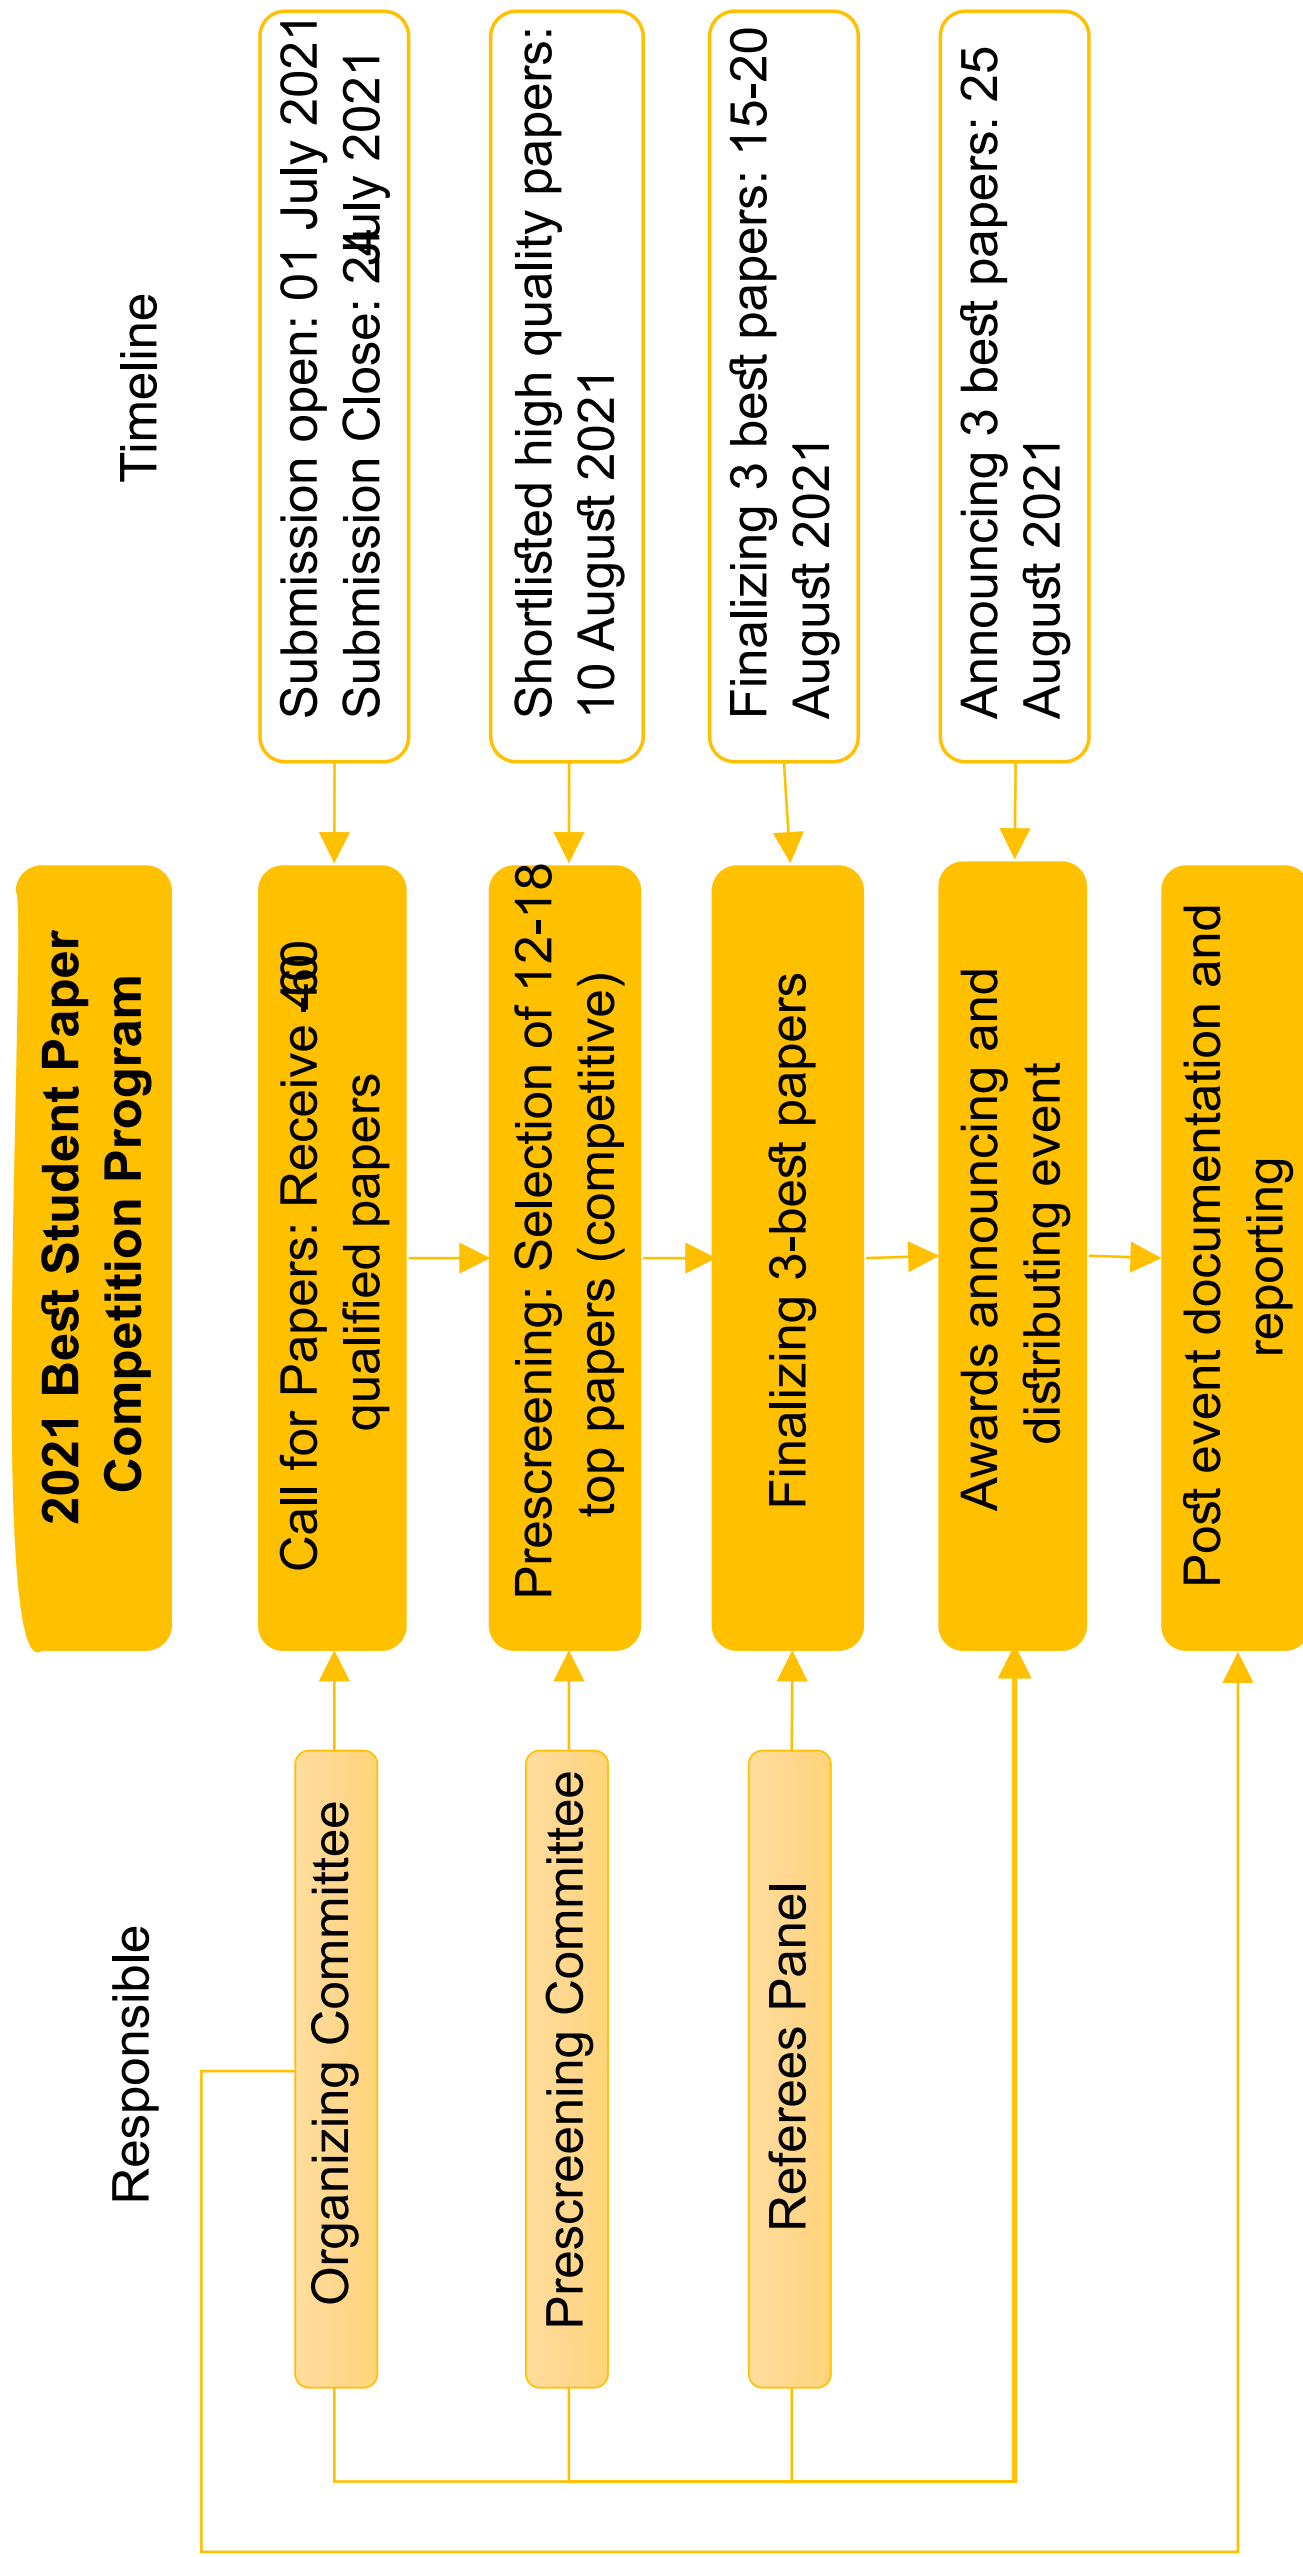 2021 Best Student Paper
Competition Program
Responsible
Timeline
Organizing Committee
Call for Papers: Receive
qualified papers
Submission open: 01 July 2021
Submission Close: 24 July 2021
Prescreening Committee
Prescreening: Selection of 12-18
top papers (competitive)
Shortlisted high quality papers:
10 August 2021
Referees Panel
Finalizing 3-best papers
Finalizing 3 best papers: 15-20
August 2021
Awards announcing and
distributing event
Announcing 3 best papers: 25
August 2021
Post event documentation and
reporting